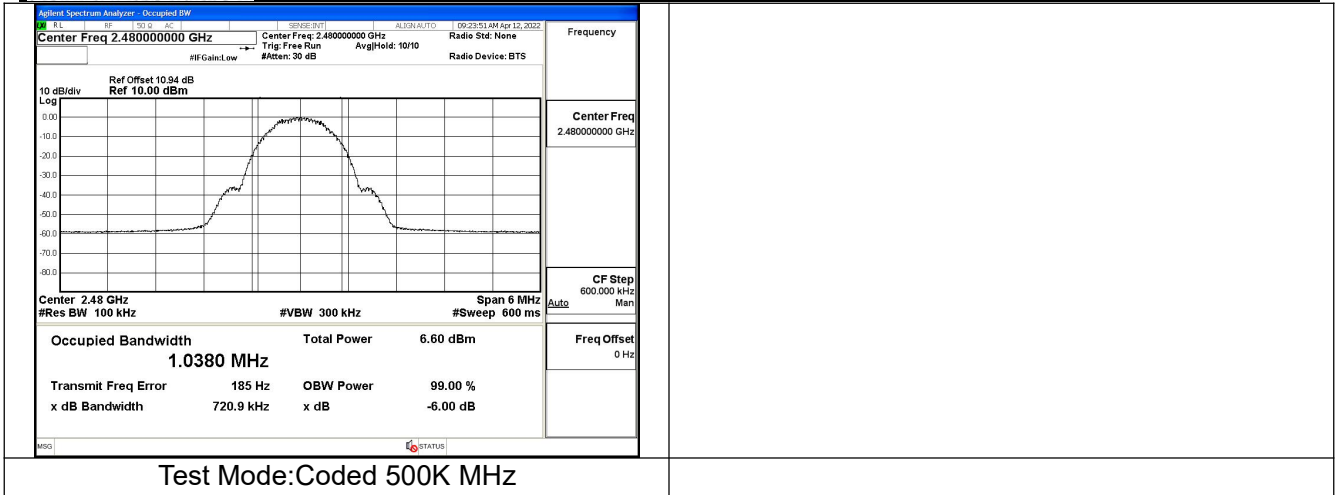 Agilent Spectrum Analyzer - Occupied BW
RL RF 50 Ω AC SENSE:INT ALIGN AUTO 09:23:51 AM Apr 12, 2022
Center Freq 2.480000000 GHz
Center Freq: 2.480000000 GHz
Radio Std: None
Trig: Free Run Avg|Hold: 10/10
#IFGain:Low #Atten: 30 dB
Radio Device: BTS
Frequency
Ref Offset 10.94 dB
10 dB/div Ref 10.00 dBm
Log
0.00
-10.0
-20.0
-30.0
-40.0
-50.0
-60.0
-70.0
-80.0
Center Freq
2.480000000 GHz
Center 2.48 GHz Span 6 MHz
#Res BW 100 kHz #VBW 300 kHz #Sweep 600 ms
CF Step
600.000 kHz
Auto Man
Occupied Bandwidth Total Power 6.60 dBm
1.0380 MHz
Transmit Freq Error 185 Hz OBW Power 99.00 %
x dB Bandwidth 720.9 kHz x dB -6.00 dB
Freq Offset
0 Hz
MSG STATUS
Test Mode:Coded 500K MHz